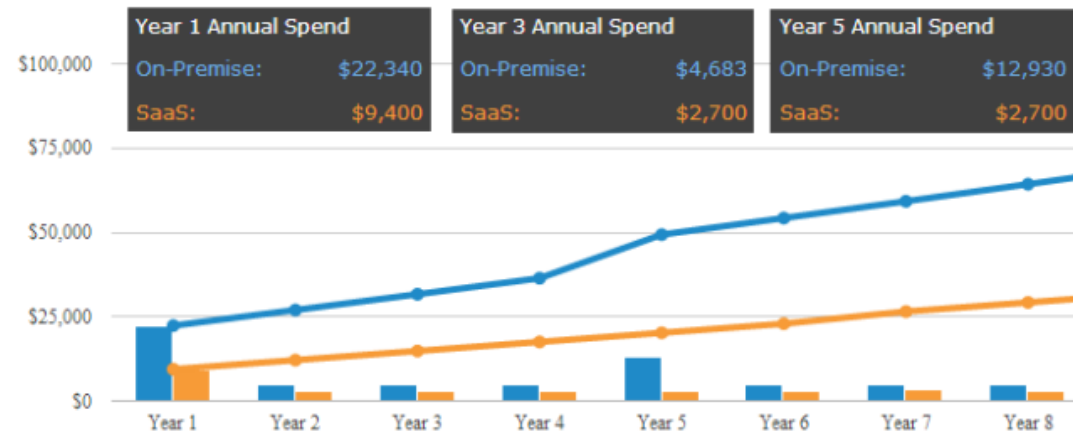 Year 1 Annual Spend
On-Premise: $22,340
SaaS: $9,400
Year 3 Annual Spend
On-Premise: $4,683
SaaS: $2,700
Year 5 Annual Spend
On-Premise: $12,930
SaaS: $2,700
$100,000
$75,000
$50,000
$25,000
$0
Year 1 Year 2 Year 3 Year 4 Year 5 Year 6 Year 7 Year 8